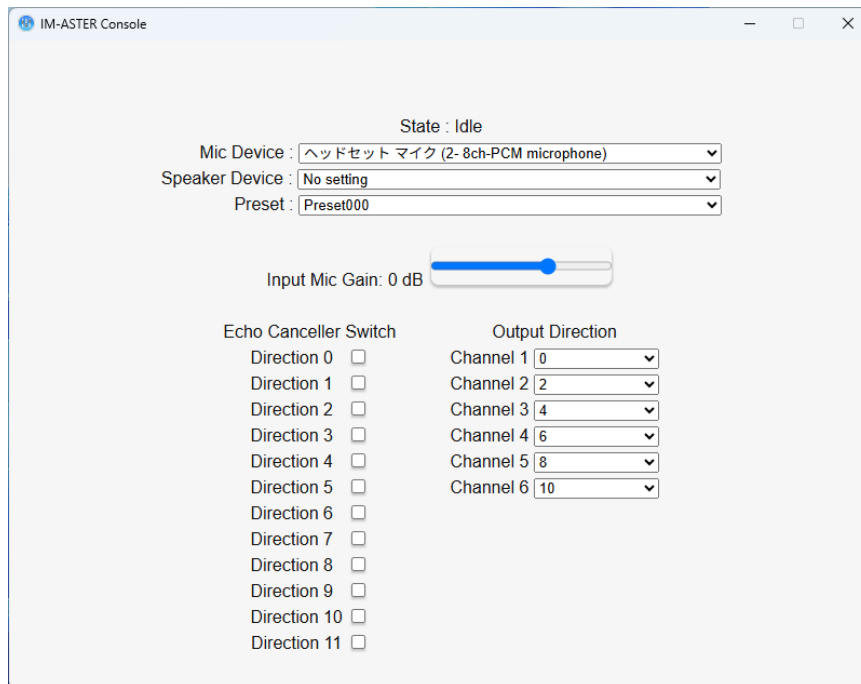 IM-ASTER Console
State : Idle
Mic Device : ヘッドセット マイク (2- 8ch-PCM microphone)
Speaker Device : No setting
Preset : Preset000
Input Mic Gain: 0 dB
Echo Canceller Switch
Direction 0
Direction 1
Direction 2
Direction 3
Direction 4
Direction 5
Direction 6
Direction 7
Direction 8
Direction 9
Direction 10
Direction 11
Output Direction
Channel 1 0
Channel 2 2
Channel 3 4
Channel 4 6
Channel 5 8
Channel 6 10